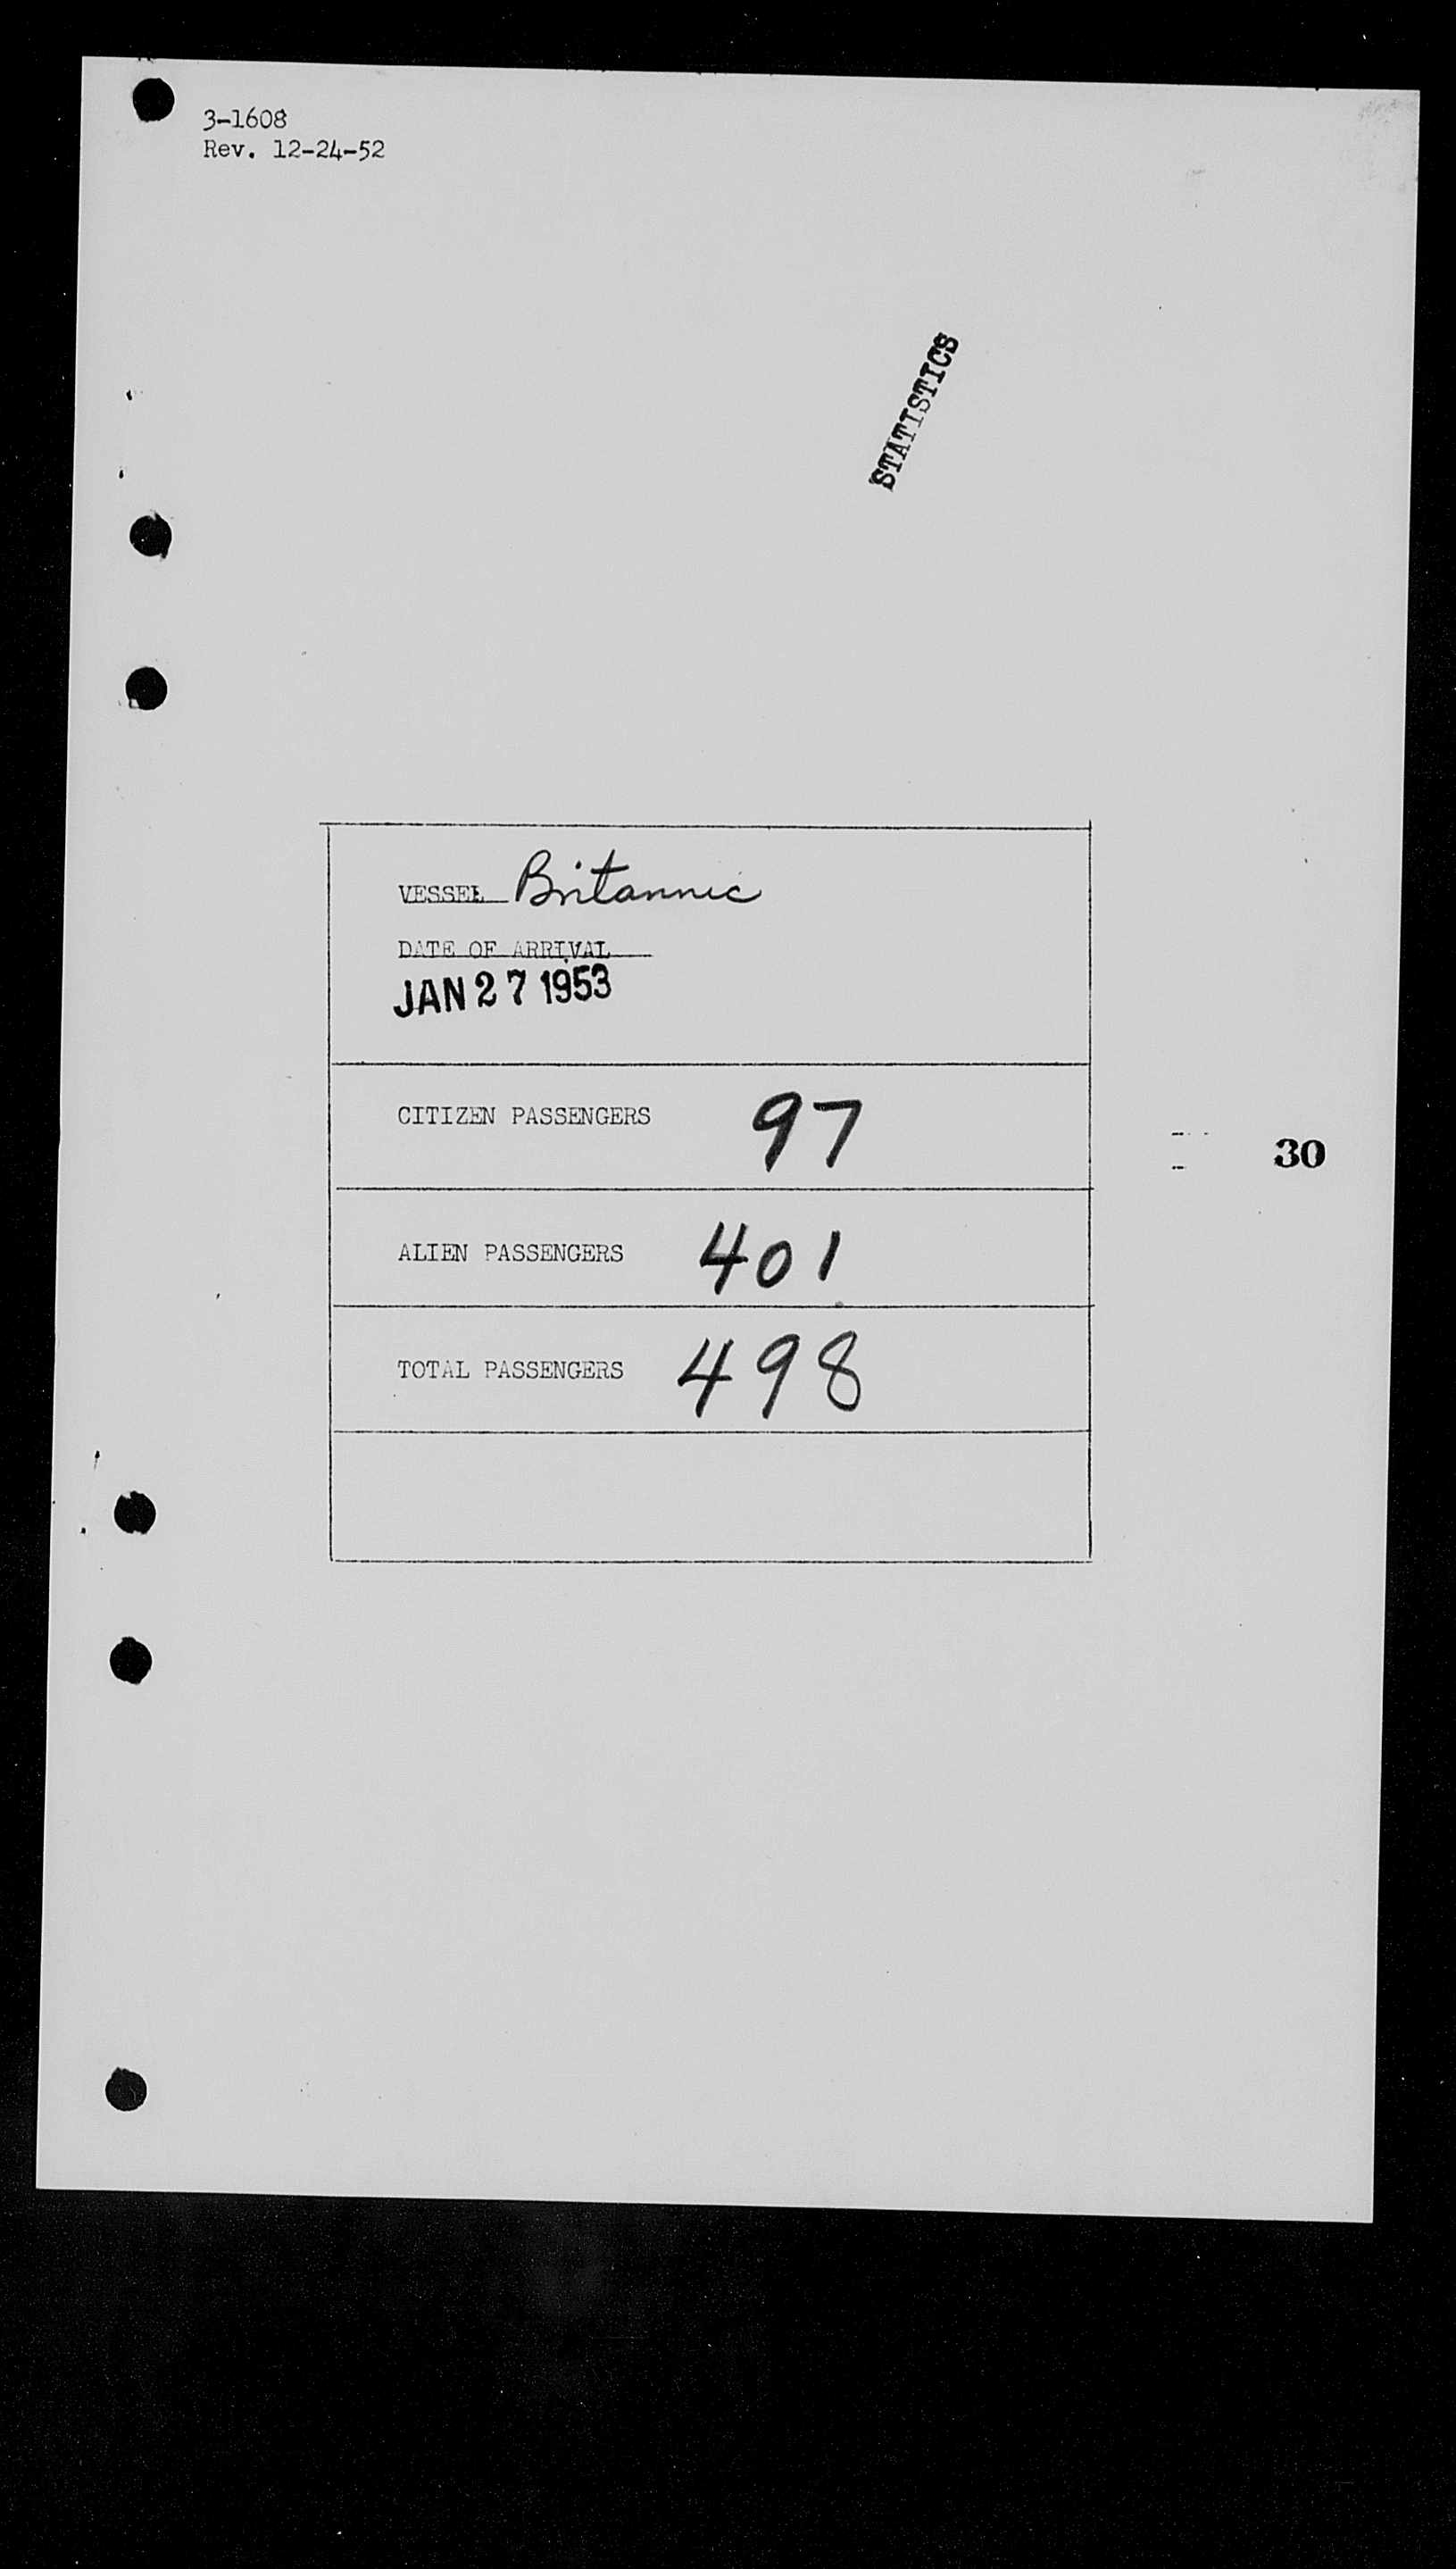 3-1608
Rev. 12-24-52
STATISTICS
VESSEL Britannic
DATE OF ARRIVAL
JAN 27 1953
CITIZEN PASSENGERS 97
30
ALIEN PASSENGERS 401
TOTAL PASSENGERS 498